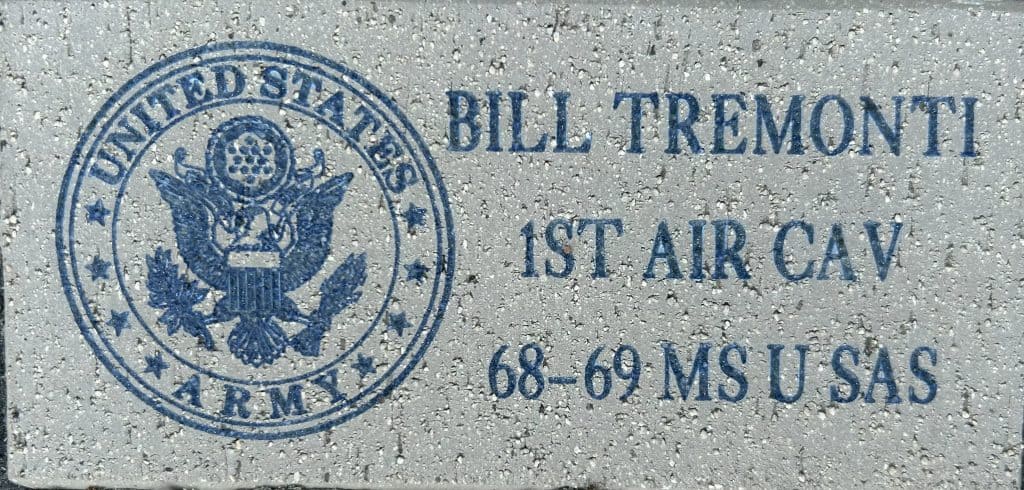 UNITED STATES
ARMY
BILL TREMONTI
1ST AIR CAV
68-69 MS U SAS